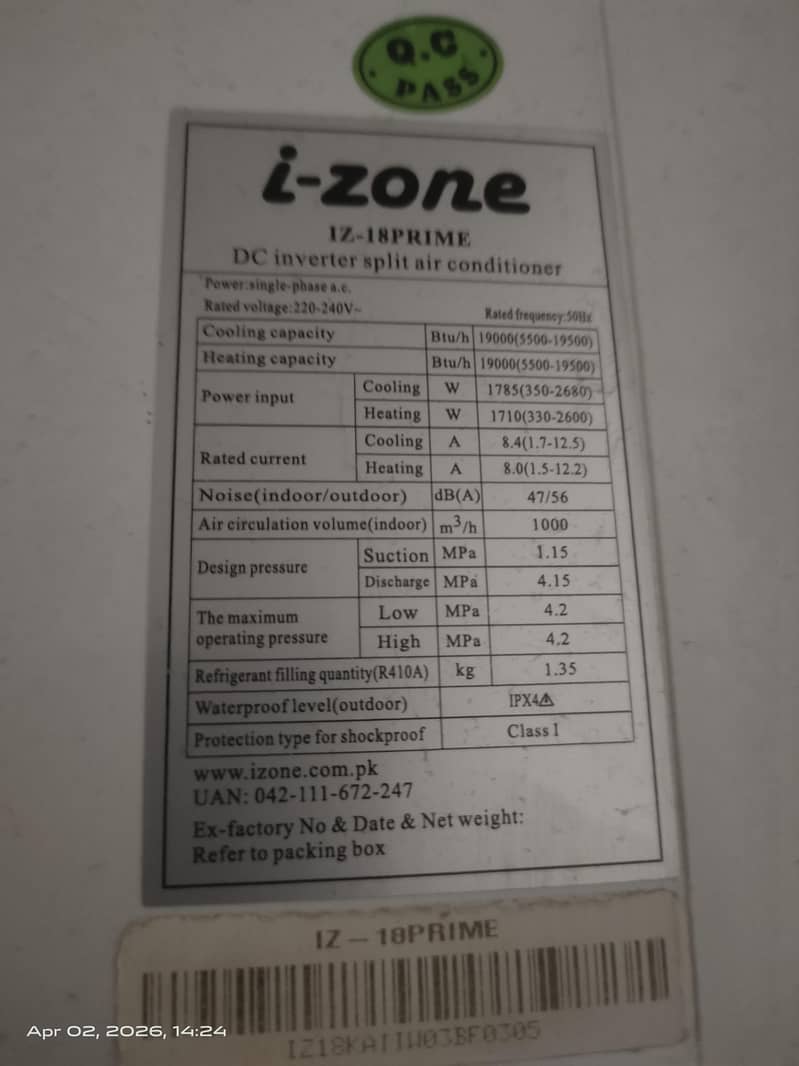 Q.C
PASS
i-zone
IZ-18PRIME
DC inverter split air conditioner
Power:single-phase a.c.
Rated voltage:220-240V~ Rated frequency:50Hz
Cooling capacity Btu/h 19000(5500-19500)
Heating capacity Btu/h 19000(5500-19500)
Power input Cooling W 1785(350-2680)
Heating W 1710(330-2600)
Rated current Cooling A 8.4(1.7-12.5)
Heating A 8.0(1.5-12.2)
Noise(indoor/outdoor) dB(A) 47/56
Air circulation volume(indoor) m³/h 1000
Design pressure Suction MPa 1.15
Discharge MPa 4.15
The maximum operating pressure Low MPa 4.2
High MPa 4.2
Refrigerant filling quantity(R410A) kg 1.35
Waterproof level(outdoor) IPX4⚠
Protection type for shockproof Class I
www.izone.com.pk
UAN: 042-111-672-247
Ex-factory No & Date & Net weight:
Refer to packing box
IZ-18PRIME
Apr 02, 2026, 14:24